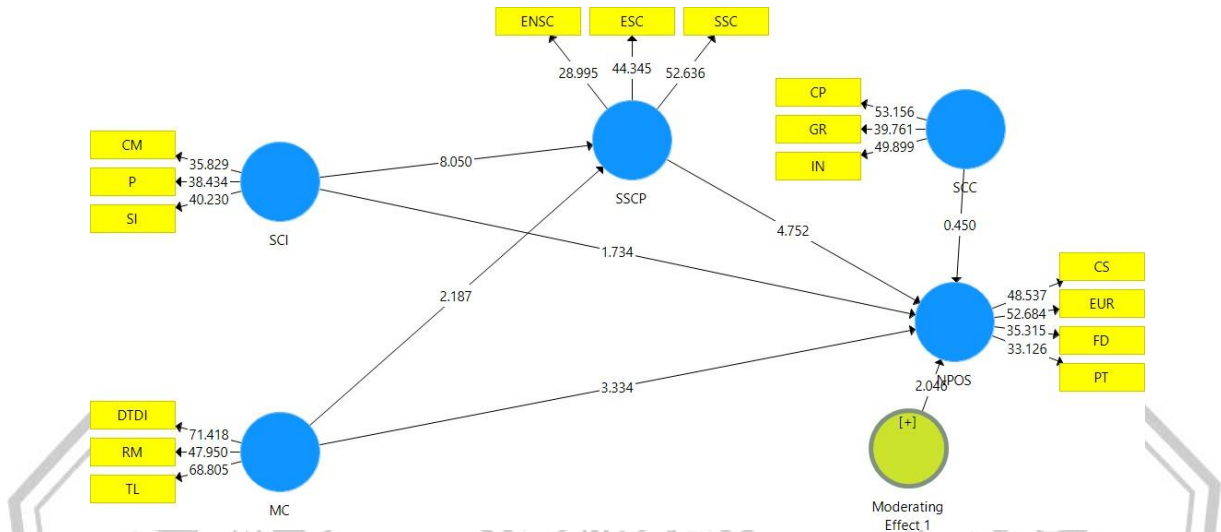 ENSC
ESC
SSC
28.995
44.345
52.636
SSCP
CP
GR
IN
53.156
39.761
49.899
SCC
CM
P
SI
35.829
38.434
40.230
SCI
8.050
1.734
2.187
4.752
0.450
3.334
DTDI
RM
TL
71.418
47.950
68.805
MC
CS
EUR
FD
PT
48.537
52.684
35.315
33.126
NPOS
2.046
[+]
Moderating
Effect 1